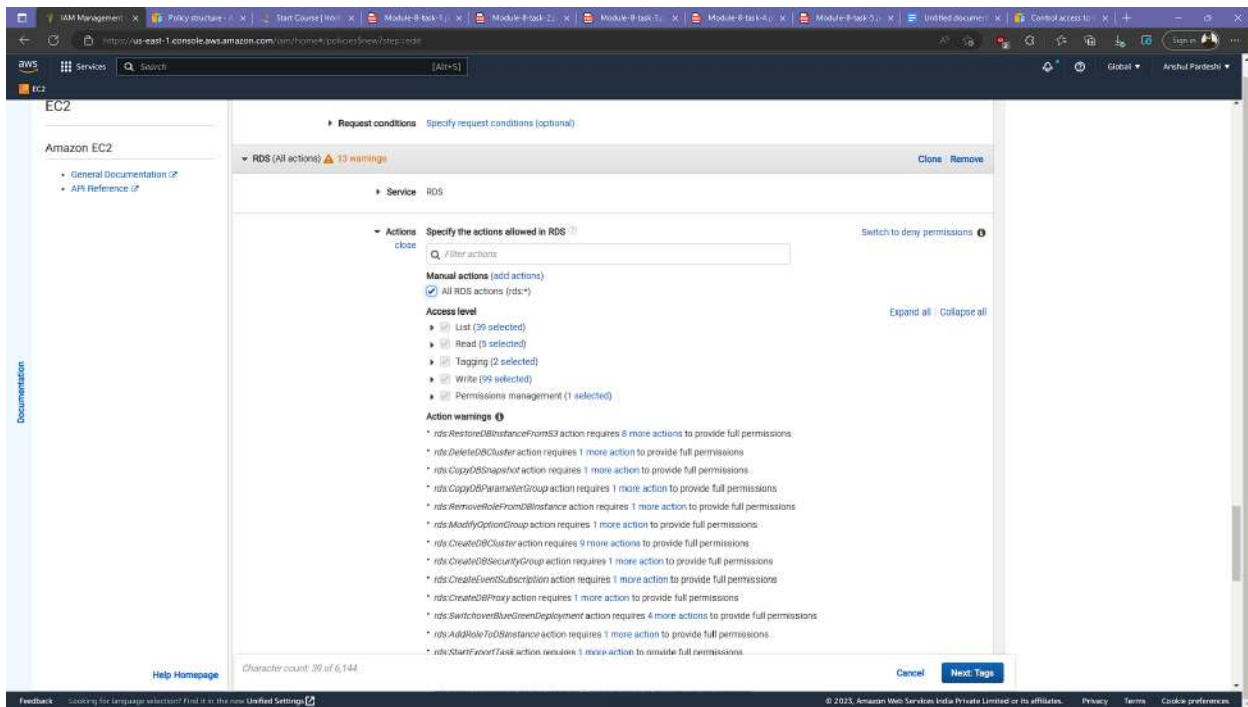 IAM Management
Policy structure
Start Course
Module-8-task-1
Module-8-task-2
Module-8-task-3
Module-8-task-4
Module-8-task-5
Untitled document
Control access to
https://us-east-1.console.aws.amazon.com/iam/home#/policies$new?step=edit
Sign in
aws
Services
Search
[Alt+S]
Global
Anshul Pardeshi
EC2
EC2
Amazon EC2
General Documentation
API Reference
Documentation
Help Homepage
Request conditions Specify request conditions (optional)
RDS (All actions) 13 warnings
Clone Remove
Service RDS
Actions Specify the actions allowed in RDS
close
Switch to deny permissions
Filter actions
Manual actions (add actions)
All RDS actions (rds:*)
Access level
Expand all Collapse all
List (39 selected)
Read (5 selected)
Tagging (2 selected)
Write (99 selected)
Permissions management (1 selected)
Action warnings
* rds:RestoreDBInstanceFromS3 action requires 8 more actions to provide full permissions
* rds:DeleteDBCluster action requires 1 more action to provide full permissions
* rds:CopyDBSnapshot action requires 1 more action to provide full permissions
* rds:CopyDBParameterGroup action requires 1 more action to provide full permissions
* rds:RemoveRoleFromDBInstance action requires 1 more action to provide full permissions
* rds:ModifyOptionGroup action requires 1 more action to provide full permissions
* rds:CreateDBCluster action requires 9 more actions to provide full permissions
* rds:CreateDBSecurityGroup action requires 1 more action to provide full permissions
* rds:CreateEventSubscription action requires 1 more action to provide full permissions
* rds:CreateDBProxy action requires 1 more action to provide full permissions
* rds:SwitchoverBlueGreenDeployment action requires 4 more actions to provide full permissions
* rds:AddRoleToDBInstance action requires 1 more action to provide full permissions
* rds:StartExportTask action requires 1 more action to provide full permissions
Character count: 39 of 6,144.
Cancel
Next: Tags
Feedback
Looking for language selection? Find it in the new Unified Settings
© 2023, Amazon Web Services India Private Limited or its affiliates.
Privacy
Terms
Cookie preferences